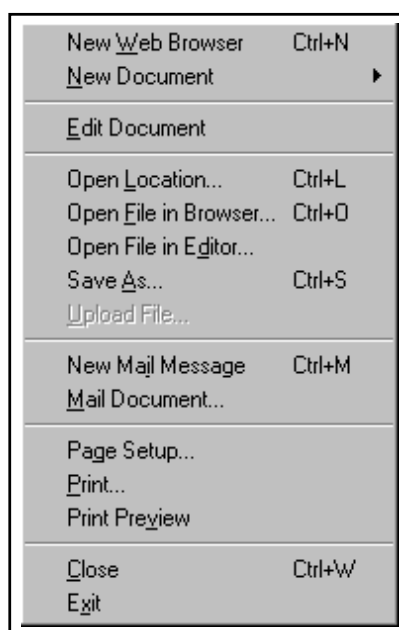 New Web Browser Ctrl+N
New Document
Edit Document
Open Location... Ctrl+L
Open File in Browser... Ctrl+O
Open File in Editor...
Save As... Ctrl+S
Upload File...
New Mail Message Ctrl+M
Mail Document...
Page Setup...
Print...
Print Preview
Close Ctrl+W
Exit